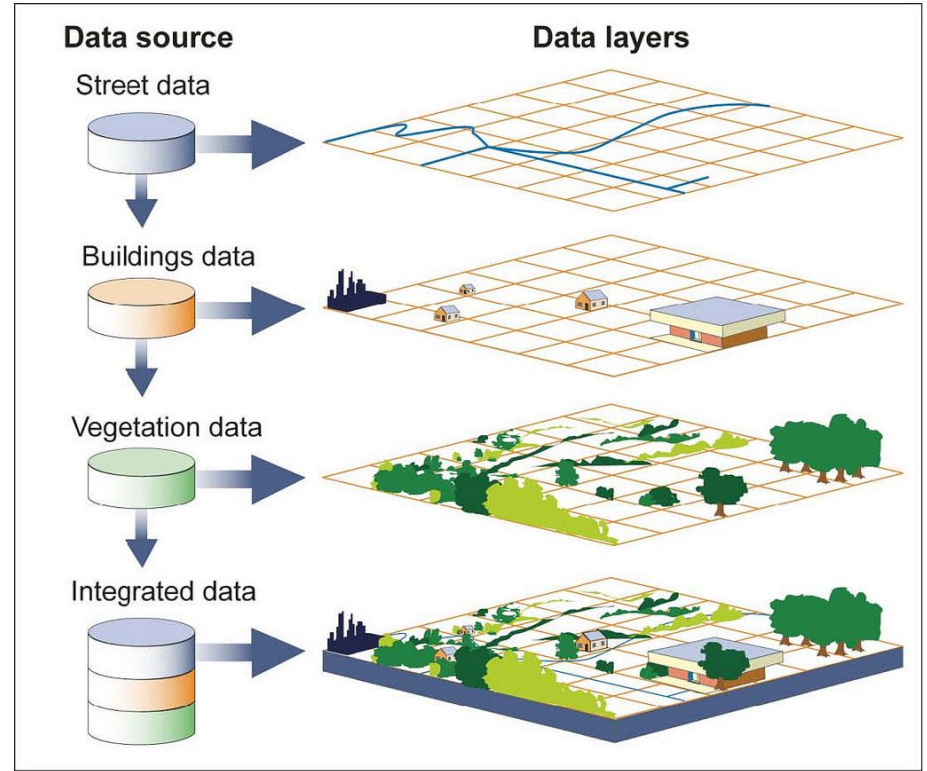 Data source
Data layers
Street data
Buildings data
Vegetation data
Integrated data